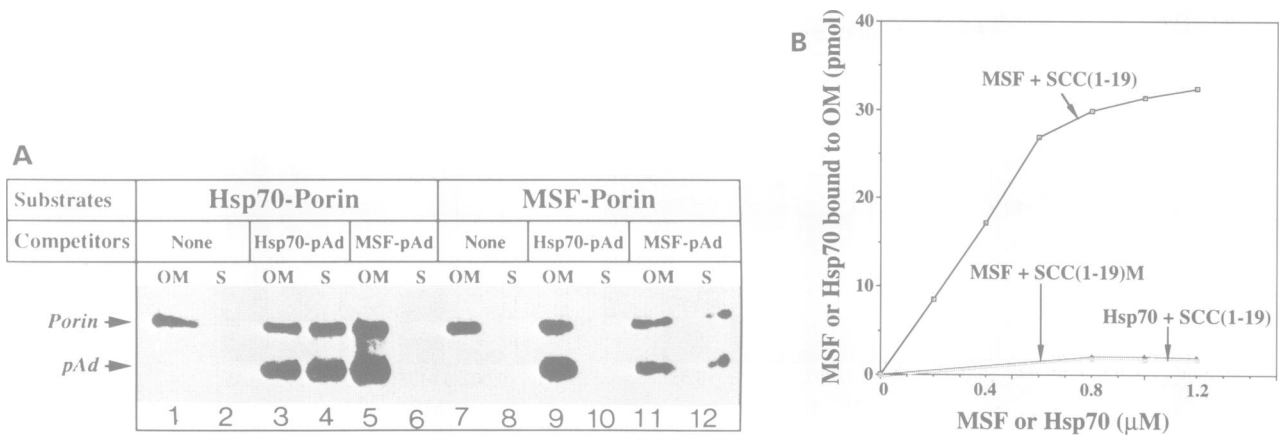 A
Substrates Hsp70-Porin MSF-Porin
Competitors None Hsp70-pAd MSF-pAd None Hsp70-pAd MSF-pAd
OM S OM S OM S OM S OM S OM S
Porin
pAd
1 2 3 4 5 6 7 8 9 10 11 12
B
MSF or Hsp70 bound to OM (pmol)
40
30
20
10
0
MSF + SCC(1-19)
MSF + SCC(1-19)M
Hsp70 + SCC(1-19)
0 0.4 0.8 1.2
MSF or Hsp70 (μM)